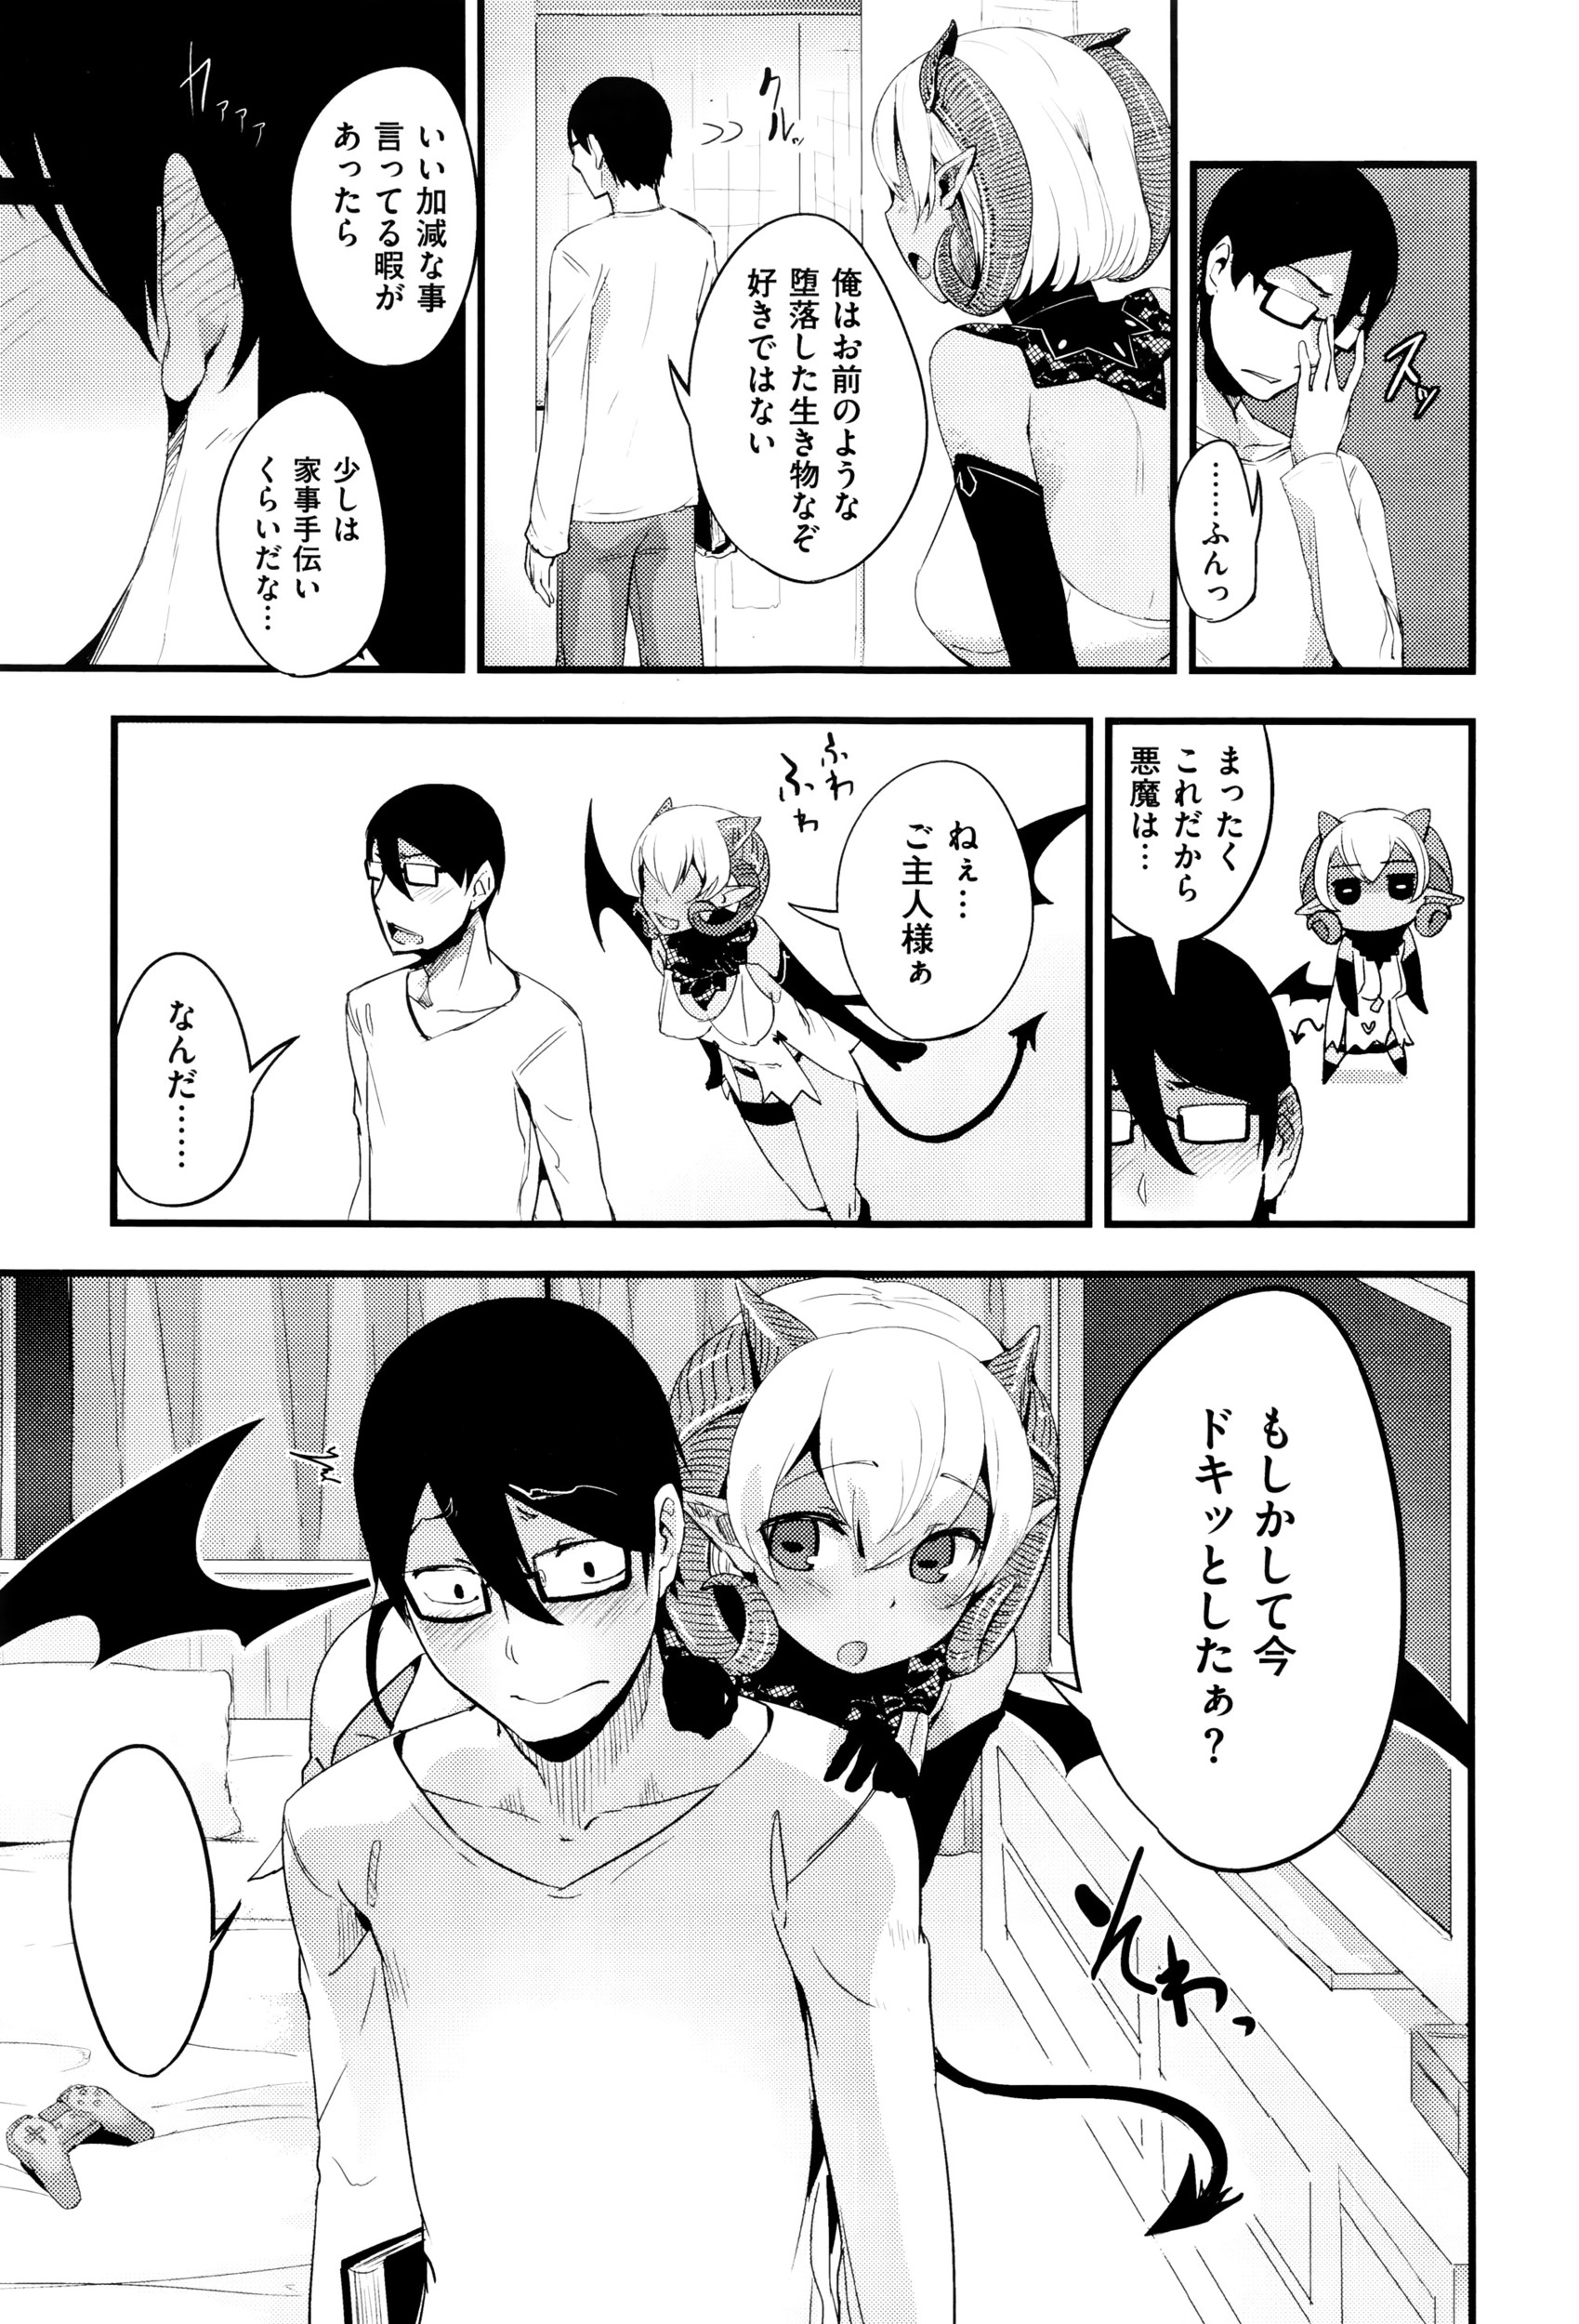 スッ
……ふんっ
クルッ
俺はお前のような
堕落した生き物なぞ
好きではない
いい加減な事
言ってる暇が
あったら
カァァァァ
少しは
家事手伝い
くらいだな…
まったく
これだから
悪魔は…
ねぇ…
ご主人様ぁ
ふわ
ふわ
なんだ……
もしかして今
ドキッとしたぁ？